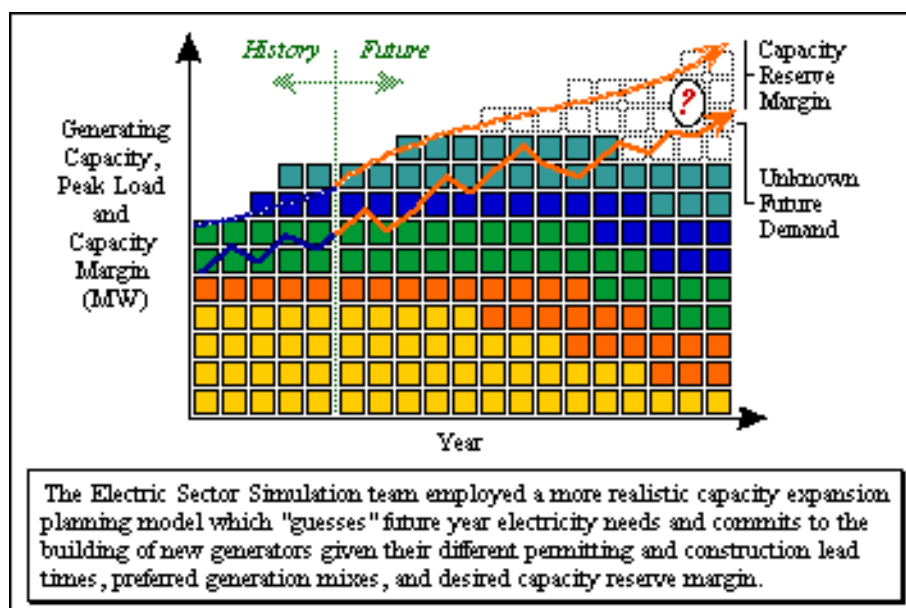 History Future
Capacity
Reserve
Margin
?
Generating
Capacity,
Peak Load
and
Capacity
Margin
(MW)
Unknown
Future
Demand
Year
The Electric Sector Simulation team employed a more realistic capacity expansion
planning model which "guesses" future year electricity needs and commits to the
building of new generators given their different permitting and construction lead
times, preferred generation mixes, and desired capacity reserve margin.